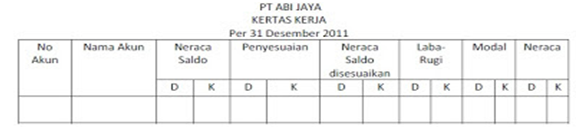 PT ABI JAYA
KERTAS KERJA
Per 31 Desember 2011
No Akun Nama Akun Neraca Saldo Penyesuaian Neraca Saldo disesuaikan Laba-Rugi Modal Neraca
D K D K D K D K D K D K